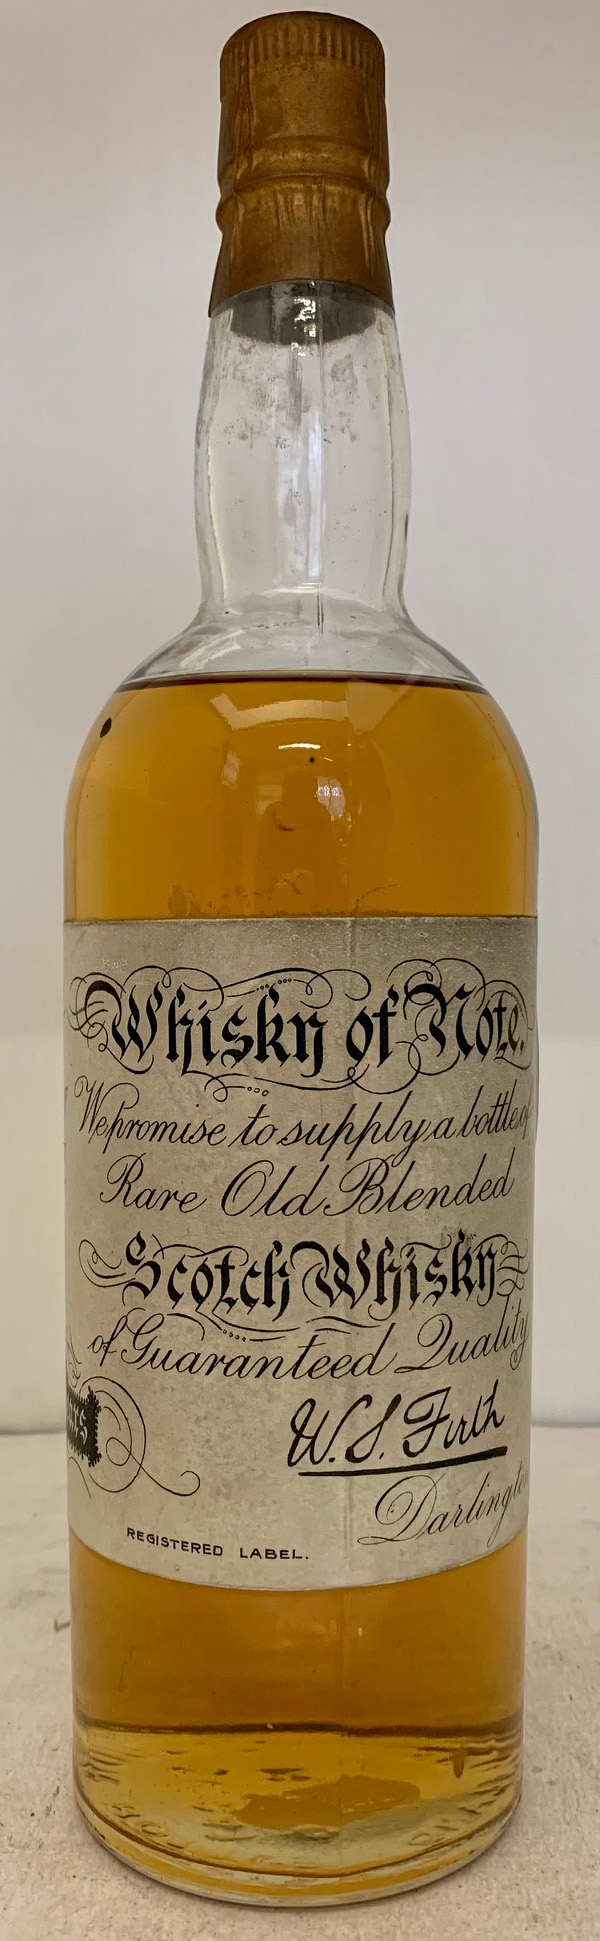 Whisky of Note.
We promise to supply a bottle of
Rare Old Blended
Scotch Whisky
of Guaranteed Quality
W. S. Firth
REGISTERED LABEL.